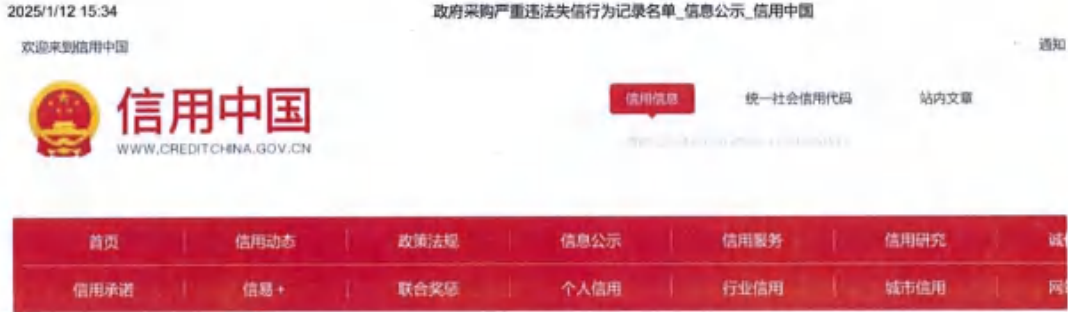 2025/1/12 15:34
政府采购严重违法失信行为记录名单_信息公示_信用中国
欢迎来到信用中国
通知
信用信息 统一社会信用代码 站内文章
信用中国
WWW.CREDITCHINA.GOV.CN
首页 信用动态 政策法规 信息公示 信用服务 信用研究
信用承诺 信易+ 联合奖惩 个人信用 行业信用 城市信用